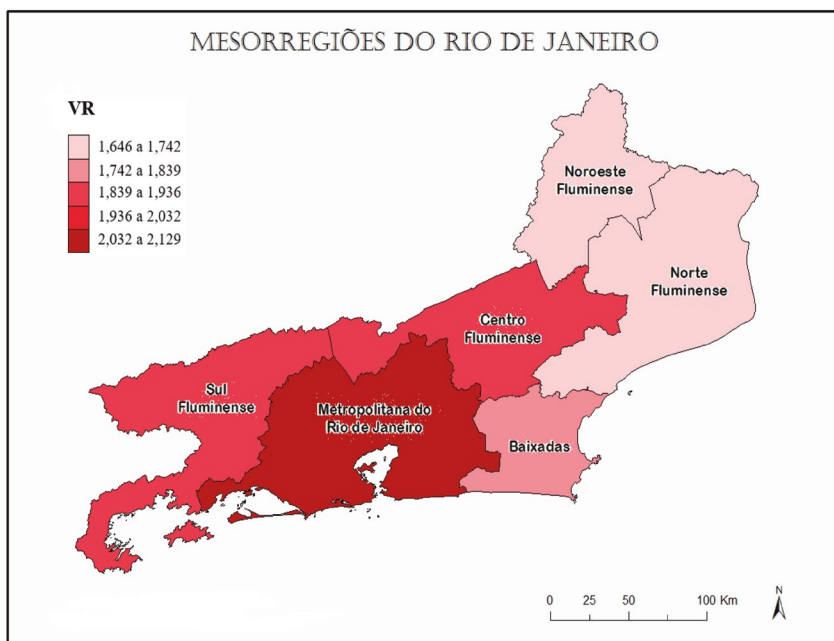 MESORREGIÕES DO RIO DE JANEIRO
VR
1,646 a 1,742
1,742 a 1,839
1,839 a 1,936
1,936 a 2,032
2,032 a 2,129
Noroeste
Fluminense
Norte
Fluminense
Centro
Fluminense
Sul
Fluminense
Metropolitana do
Rio de Janeiro
Baixadas
0 25 50 100 Km
N